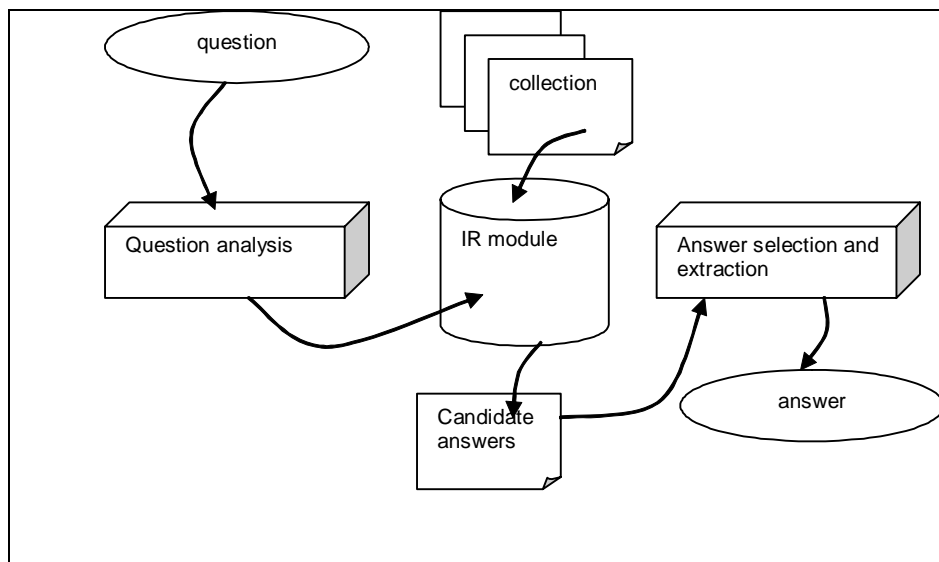 question
collection
Question analysis
IR module
Answer selection and
extraction
Candidate
answers
answer